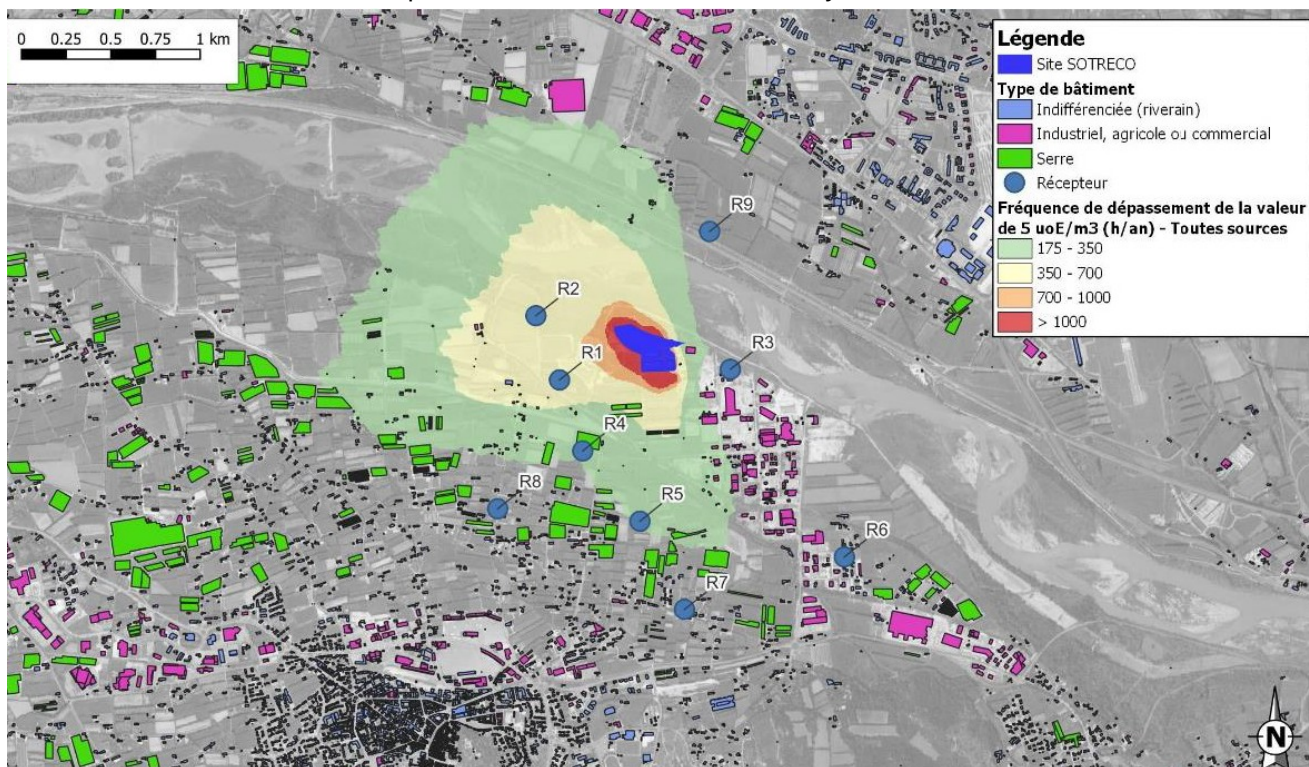 0 0.25 0.5 0.75 1 km
Légende
Site SOTRECO
Type de bâtiment
Indifférenciée (riverain)
Industriel, agricole ou commercial
Serre
Récepteur
Fréquence de dépassement de la valeur
de 5 uoE/m3 (h/an) - Toutes sources
175 - 350
350 - 700
700 - 1000
> 1000
R9
R2
R3
R1
R4
R8
R5
R6
R7
N